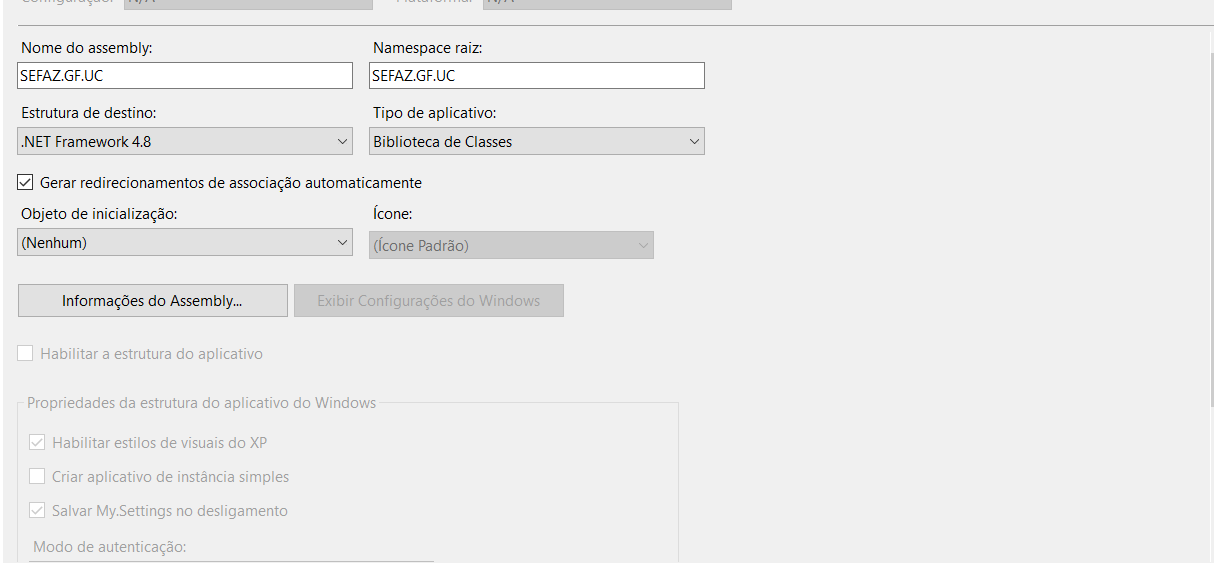 Configuração: N/A Plataforma: N/A
Nome do assembly: Namespace raiz:
SEFAZ.GF.UC SEFAZ.GF.UC
Estrutura de destino: Tipo de aplicativo:
.NET Framework 4.8 Biblioteca de Classes
Gerar redirecionamentos de associação automaticamente
Objeto de inicialização: Ícone:
(Nenhum) (Ícone Padrão)
Informações do Assembly... Exibir Configurações do Windows
Habilitar a estrutura do aplicativo
Propriedades da estrutura do aplicativo do Windows
Habilitar estilos de visuais do XP
Criar aplicativo de instância simples
Salvar My.Settings no desligamento
Modo de autenticação: